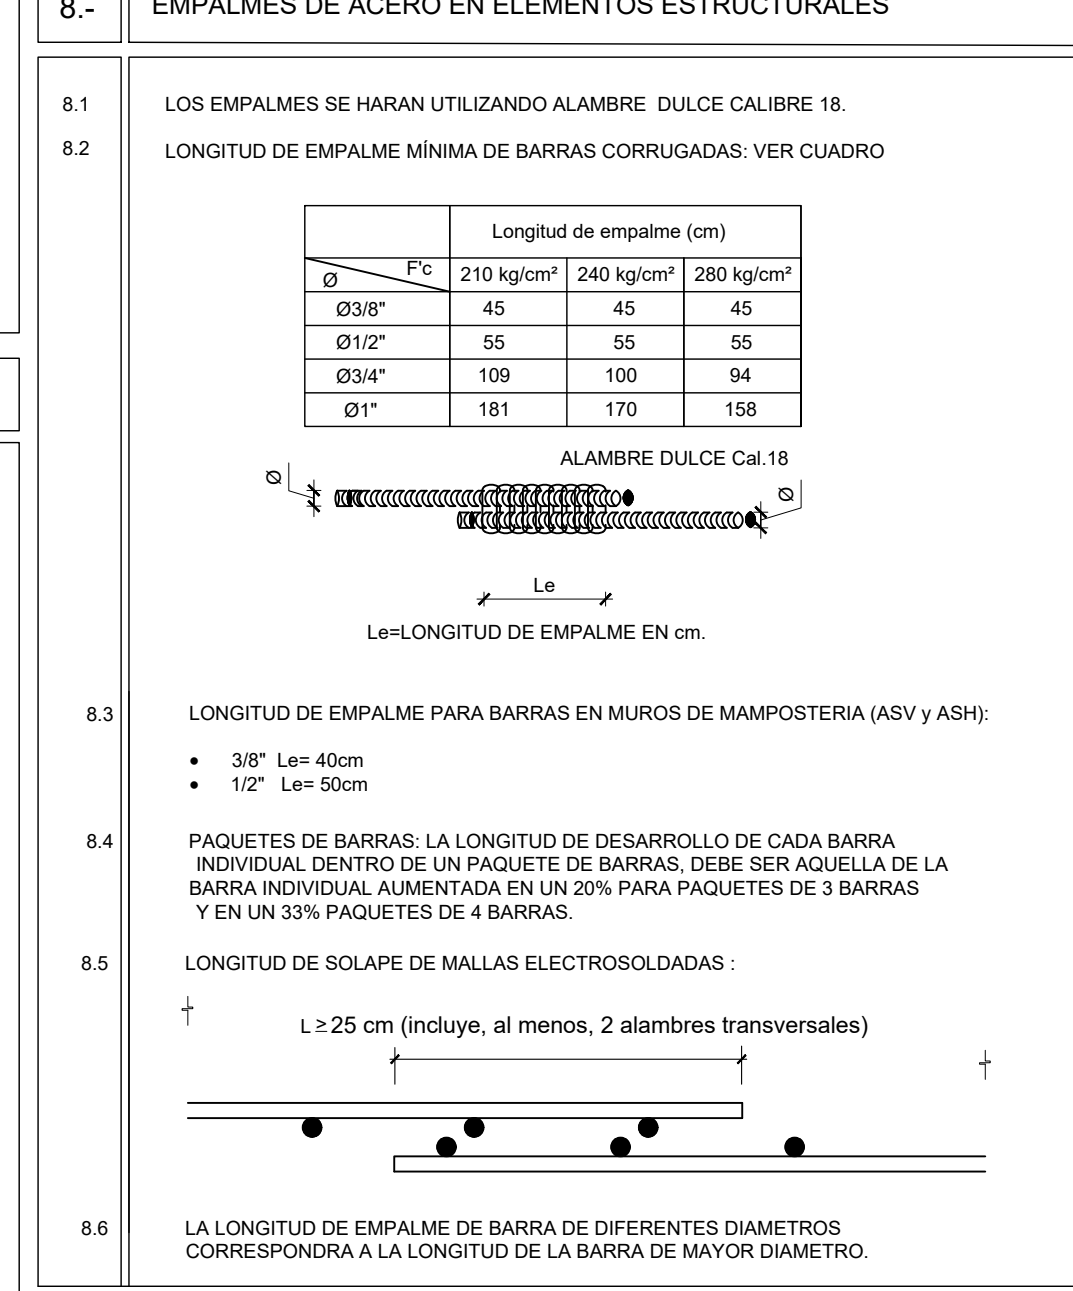 8.- EMPALMES DE ACERO EN ELEMENTOS ESTRUCTURALES
8.1 LOS EMPALMES SE HARAN UTILIZANDO ALAMBRE DULCE CALIBRE 18.
8.2 LONGITUD DE EMPALME MÍNIMA DE BARRAS CORRUGADAS: VER CUADRO
Longitud de empalme (cm)
Ø F'c 210 kg/cm² 240 kg/cm² 280 kg/cm²
Ø3/8" 45 45 45
Ø1/2" 55 55 55
Ø3/4" 109 100 94
Ø1" 181 170 158
ALAMBRE DULCE Cal.18
Ø
Ø
Le
Le=LONGITUD DE EMPALME EN cm.
8.3 LONGITUD DE EMPALME PARA BARRAS EN MUROS DE MAMPOSTERIA (ASV y ASH):
• 3/8" Le= 40cm
• 1/2" Le= 50cm
8.4 PAQUETES DE BARRAS: LA LONGITUD DE DESARROLLO DE CADA BARRA
INDIVIDUAL DENTRO DE UN PAQUETE DE BARRAS, DEBE SER AQUELLA DE LA
BARRA INDIVIDUAL AUMENTADA EN UN 20% PARA PAQUETES DE 3 BARRAS
Y EN UN 33% PAQUETES DE 4 BARRAS.
8.5 LONGITUD DE SOLAPE DE MALLAS ELECTROSOLDADAS :
L ≥ 25 cm (incluye, al menos, 2 alambres transversales)
8.6 LA LONGITUD DE EMPALME DE BARRA DE DIFERENTES DIAMETROS
CORRESPONDRA A LA LONGITUD DE LA BARRA DE MAYOR DIAMETRO.